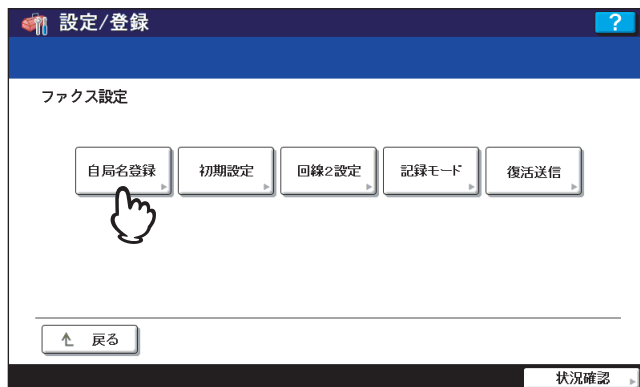 設定/登録 ?
ファクス設定
自局名登録 初期設定 回線2設定 記録モード 復活送信
戻る
状況確認